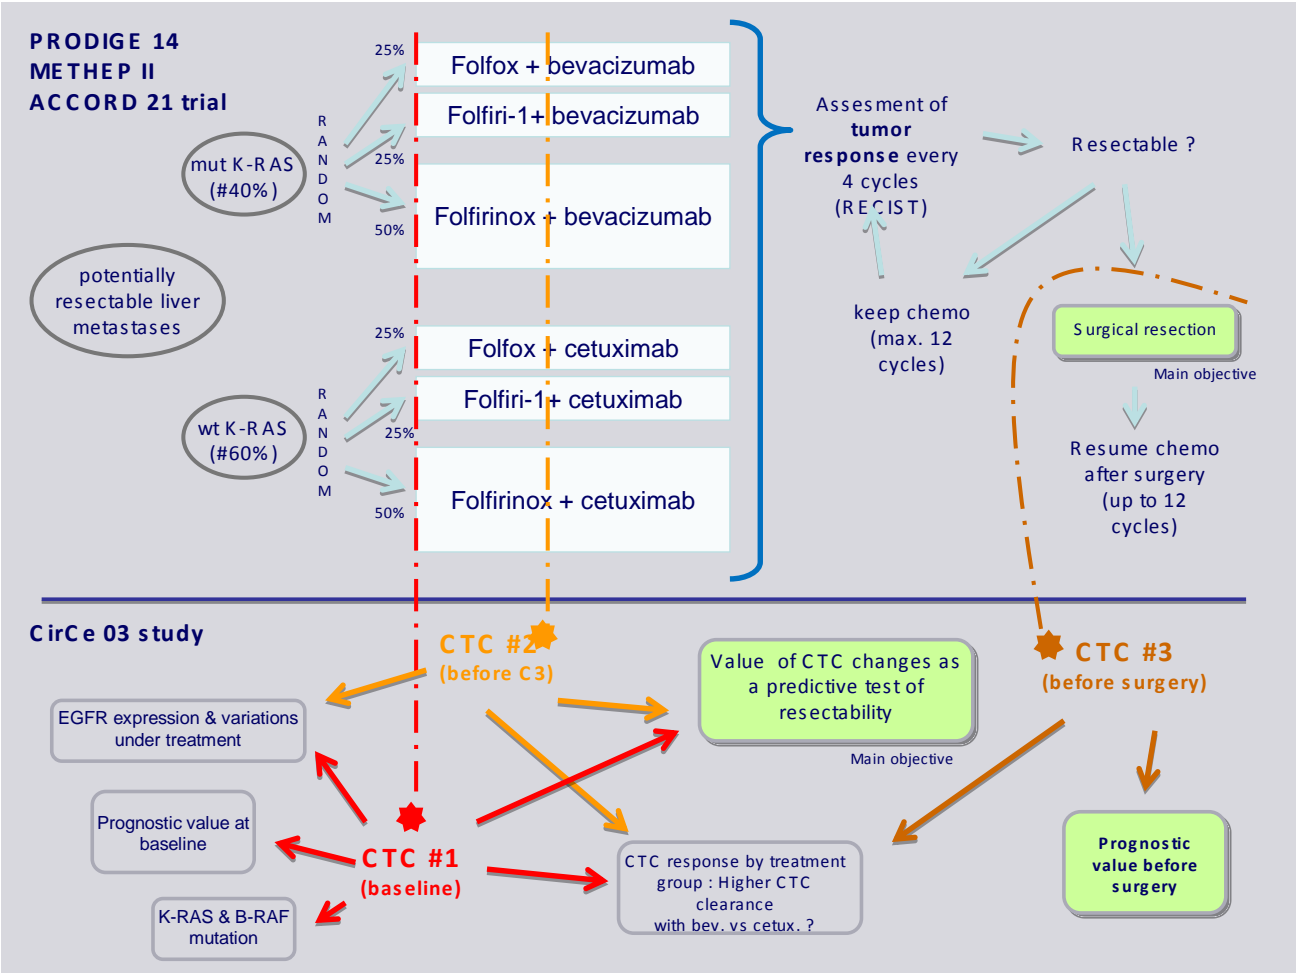 PRODIGE 14
METHEP II
ACCORD 21 trial
mut K-RAS
(#40%)
R
A
N
D
O
M
25%
25%
50%
Folfox + bevacizumab
Folfiri-1+ bevacizumab
Folfirinox + bevacizumab
potentially
resectable liver
metastases
wt K-RAS
(#60%)
R
A
N
D
O
M
25%
25%
50%
Folfox + cetuximab
Folfiri-1+ cetuximab
Folfirinox + cetuximab
Assesment of
tumor
response every
4 cycles
(RECIST)
Resectable ?
keep chemo
(max. 12
cycles)
Surgical resection
Main objective
Resume chemo
after surgery
(up to 12
cycles)
CirCe 03 study
CTC #2
(before C3)
Value of CTC changes as
a predictive test of
resectability
Main objective
CTC #3
(before surgery)
EGFR expression & variations
under treatment
Prognostic value at
baseline
K-RAS & B-RAF
mutation
CTC #1
(baseline)
CTC response by treatment
group : Higher CTC
clearance
with bev. vs cetux. ?
Prognostic
value before
surgery